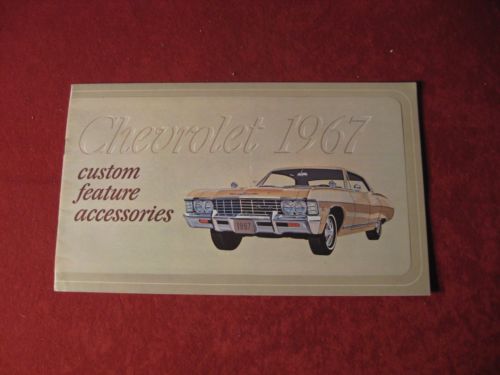 Chevrolet 1967
custom
feature
accessories
1967